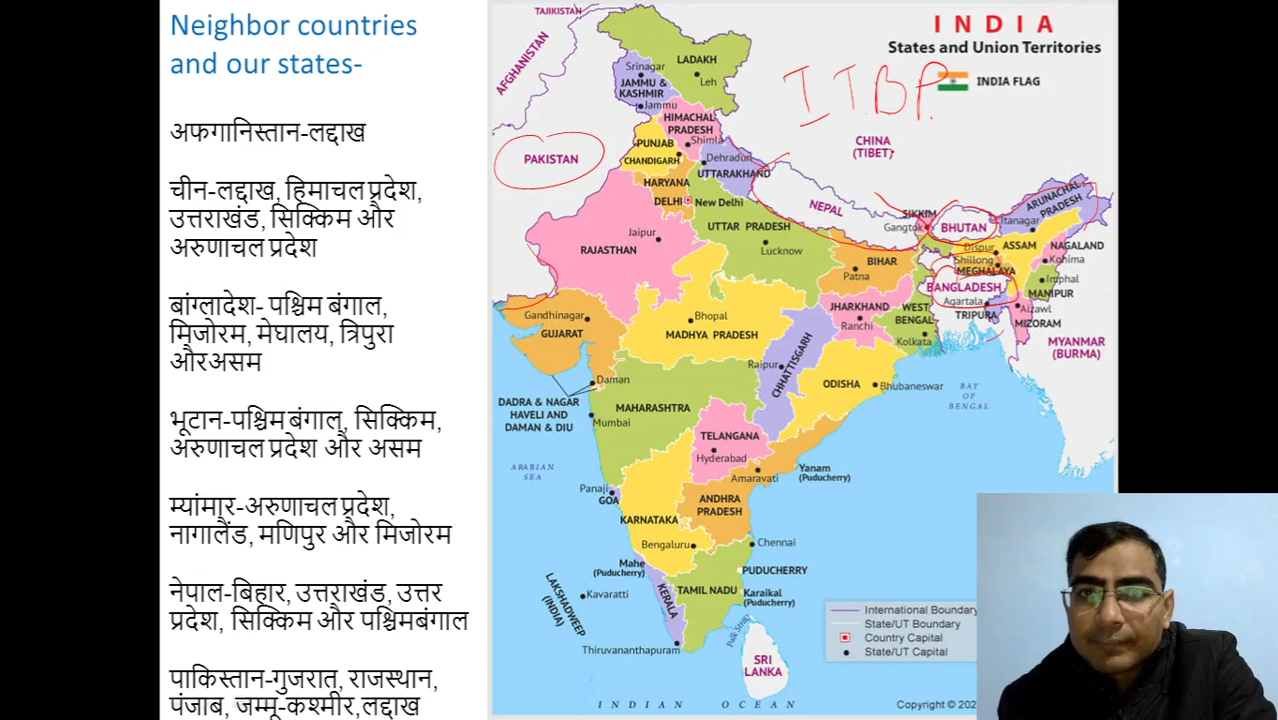 Neighbor countries
and our states-
अफगानिस्तान-लद्दाख
चीन-लद्दाख, हिमाचल प्रदेश,
उत्तराखंड, सिक्किम और
अरुणाचल प्रदेश
बांग्लादेश- पश्चिम बंगाल,
मिजोरम, मेघालय, त्रिपुरा
औरअसम
भूटान-पश्चिम बंगाल, सिक्किम,
अरुणाचल प्रदेश और असम
म्यांमार-अरुणाचल प्रदेश,
नागालैंड, मणिपुर और मिजोरम
नेपाल-बिहार, उत्तराखंड, उत्तर
प्रदेश, सिक्किम और पश्चिमबंगाल
पाकिस्तान-गुजरात, राजस्थान,
पंजाब, जम्मू-कश्मीर,लद्दाख
INDIA
States and Union Territories
INDIA FLAG
I T.B.P.
TAJIKISTAN
AFGHANISTAN
PAKISTAN
CHINA
(TIBET)
LADAKH
Leh
Srinagar
JAMMU &
KASHMIR
Jammu
HIMACHAL
PRADESH
Shimla
PUNJAB
CHANDIGARH
Dehradun
UTTARAKHAND
HARYANA
DELHI
New Delhi
NEPAL
SIKKIM
Gangtok
BHUTAN
ARUNACHAL
PRADESH
Itanagar
UTTAR PRADESH
Lucknow
Jaipur
RAJASTHAN
BIHAR
Patna
Dispur
ASSAM
NAGALAND
Kohima
Shillong
MEGHALAYA
Imphal
MANIPUR
BANGLADESH
Agartala
TRIPURA
Aizawl
MIZORAM
MYANMAR
(BURMA)
Gandhinagar
GUJARAT
Bhopal
MADHYA PRADESH
JHARKHAND
Ranchi
WEST
BENGAL
Kolkata
CHHATTISGARH
Raipur
ODISHA
Bhubaneswar
BAY
OF
BENGAL
Daman
DADRA & NAGAR
HAVELI AND
DAMAN & DIU
MAHARASHTRA
Mumbai
TELANGANA
Hyderabad
Amaravati
Yanam
(Puducherry)
ARABIAN
SEA
Panaji
GOA
KARNATAKA
ANDHRA
PRADESH
Bengaluru
Chennai
Mahe
(Puducherry)
PUDUCHERRY
LAKSHADWEEP
(INDIA)
Kavaratti
KERALA
TAMIL NADU
Karaikal
(Puducherry)
Thiruvananthapuram
Palk Strait
SRI
LANKA
International Boundary
State/UT Boundary
Country Capital
State/UT Capital
INDIAN OCEAN
Copyright © 202